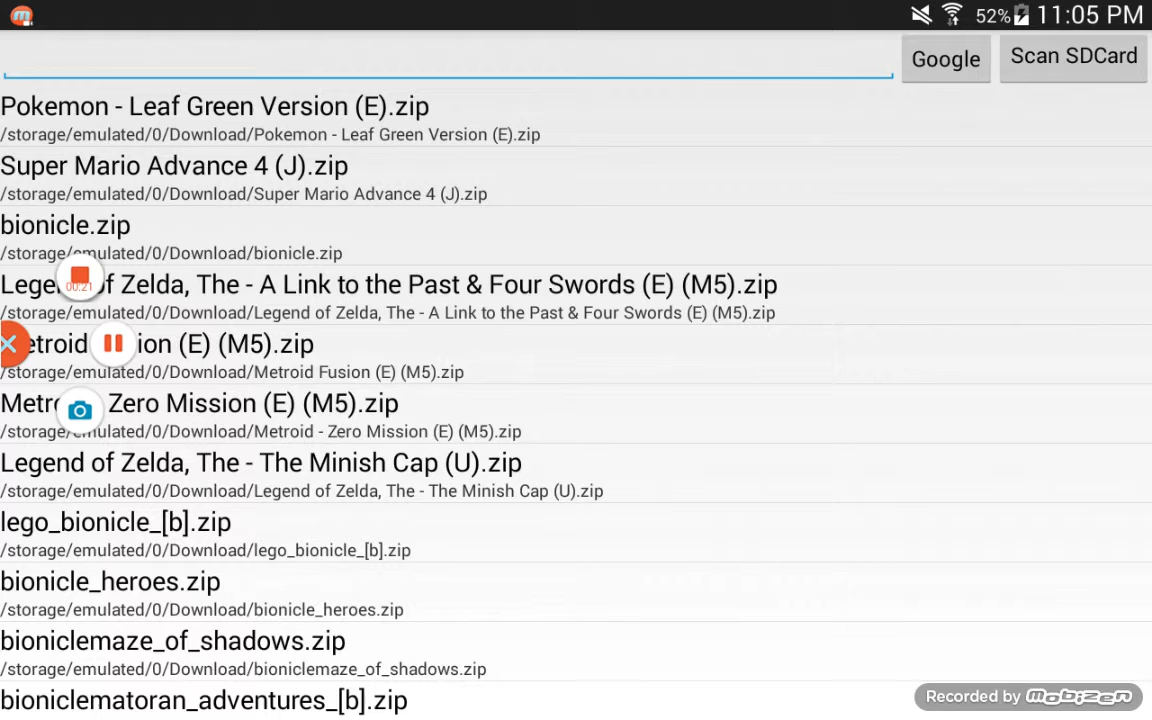 52% 11:05 PM
Google
Scan SDCard
Pokemon - Leaf Green Version (E).zip
/storage/emulated/0/Download/Pokemon - Leaf Green Version (E).zip
Super Mario Advance 4 (J).zip
/storage/emulated/0/Download/Super Mario Advance 4 (J).zip
bionicle.zip
/storage/emulated/0/Download/bionicle.zip
Lege f Zelda, The - A Link to the Past & Four Swords (E) (M5).zip
00:21
/storage/emulated/0/Download/Legend of Zelda, The - A Link to the Past & Four Swords (E) (M5).zip
etroid ion (E) (M5).zip
/storage/emulated/0/Download/Metroid Fusion (E) (M5).zip
Metr Zero Mission (E) (M5).zip
/storage/emulated/0/Download/Metroid - Zero Mission (E) (M5).zip
Legend of Zelda, The - The Minish Cap (U).zip
/storage/emulated/0/Download/Legend of Zelda, The - The Minish Cap (U).zip
lego_bionicle_[b].zip
/storage/emulated/0/Download/lego_bionicle_[b].zip
bionicle_heroes.zip
/storage/emulated/0/Download/bionicle_heroes.zip
bioniclemaze_of_shadows.zip
/storage/emulated/0/Download/bioniclemaze_of_shadows.zip
bioniclematoran_adventures_[b].zip
Recorded by mobizen